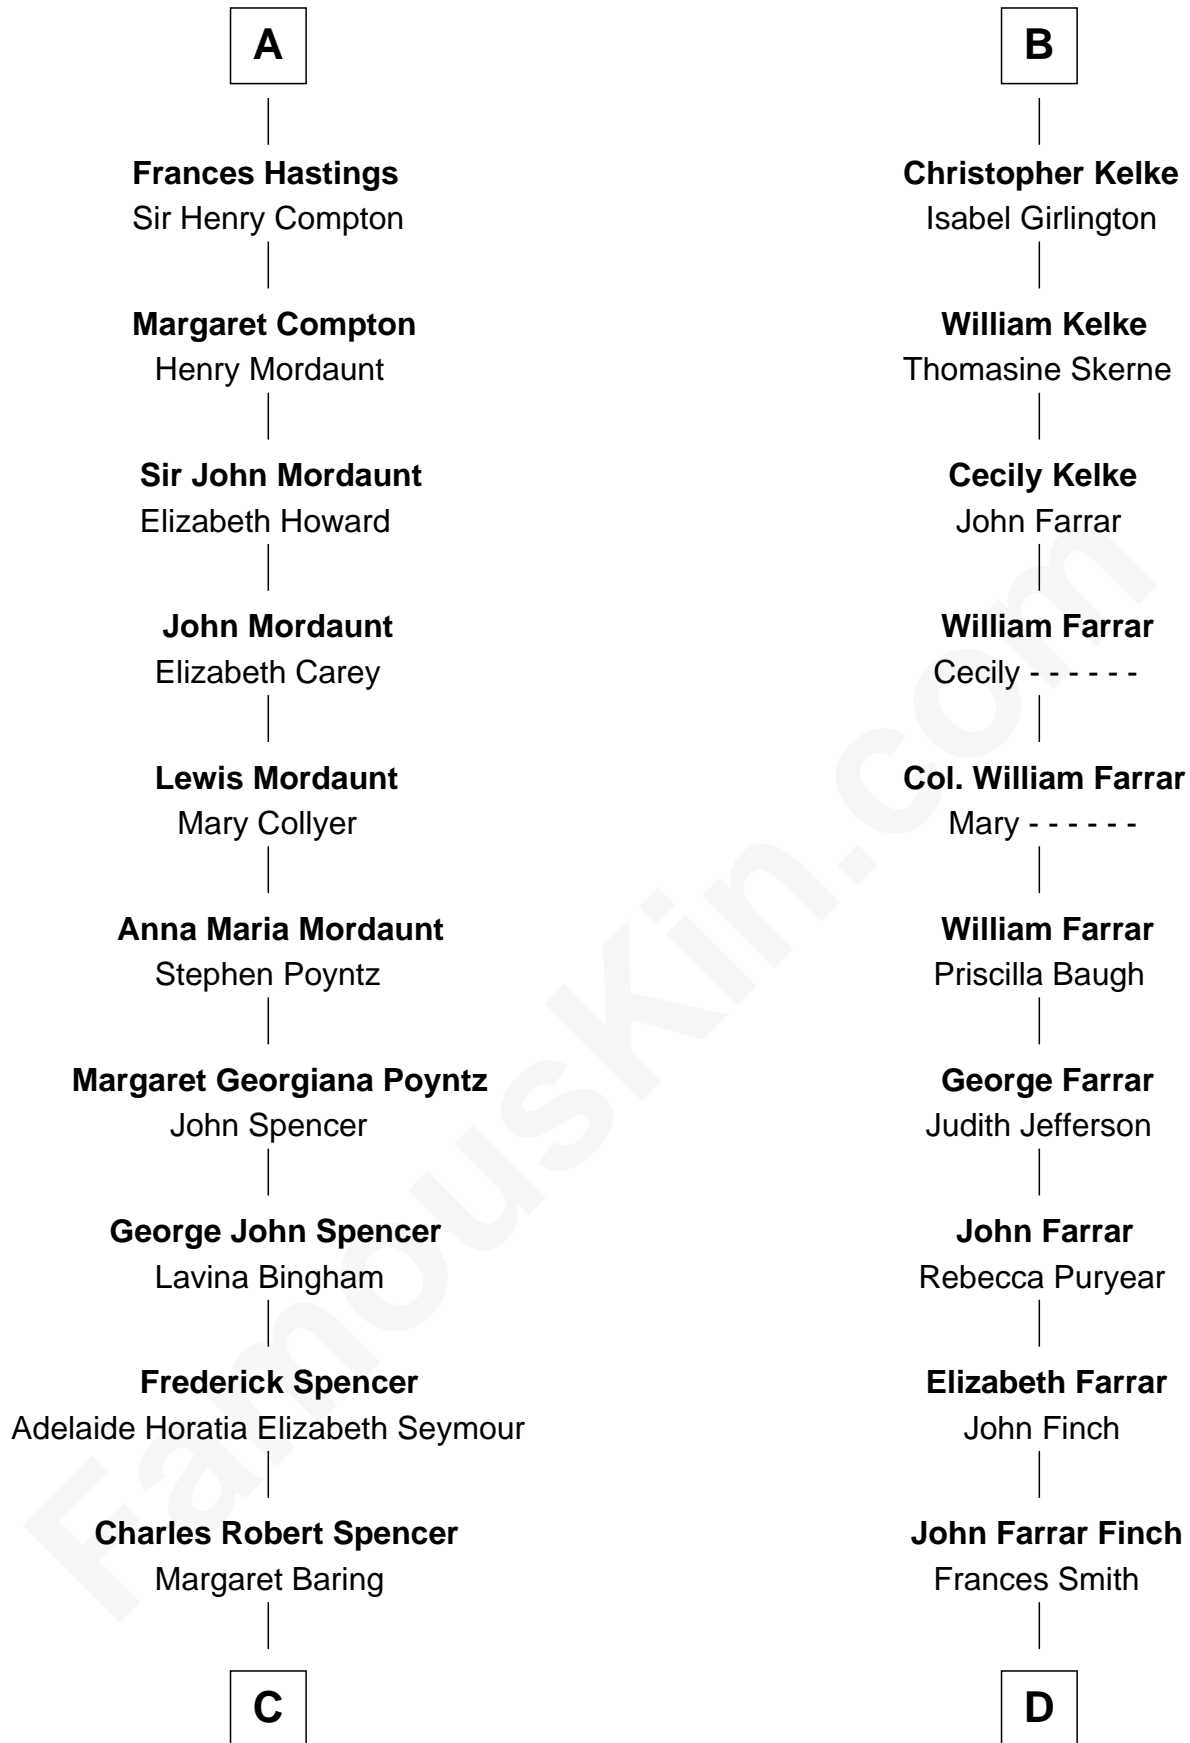 A
Frances Hastings
Sir Henry Compton
Margaret Compton
Henry Mordaunt
Sir John Mordaunt
Elizabeth Howard
John Mordaunt
Elizabeth Carey
Lewis Mordaunt
Mary Collyer
Anna Maria Mordaunt
Stephen Poyntz
Margaret Georgiana Poyntz
John Spencer
George John Spencer
Lavina Bingham
Frederick Spencer
Adelaide Horatia Elizabeth Seymour
Charles Robert Spencer
Margaret Baring
C
B
Christopher Kelke
Isabel Girlington
William Kelke
Thomasine Skerne
Cecily Kelke
John Farrar
William Farrar
Cecily - - - - - -
Col. William Farrar
Mary - - - - - -
William Farrar
Priscilla Baugh
George Farrar
Judith Jefferson
John Farrar
Rebecca Puryear
Elizabeth Farrar
John Finch
John Farrar Finch
Frances Smith
D
FamousKin.com